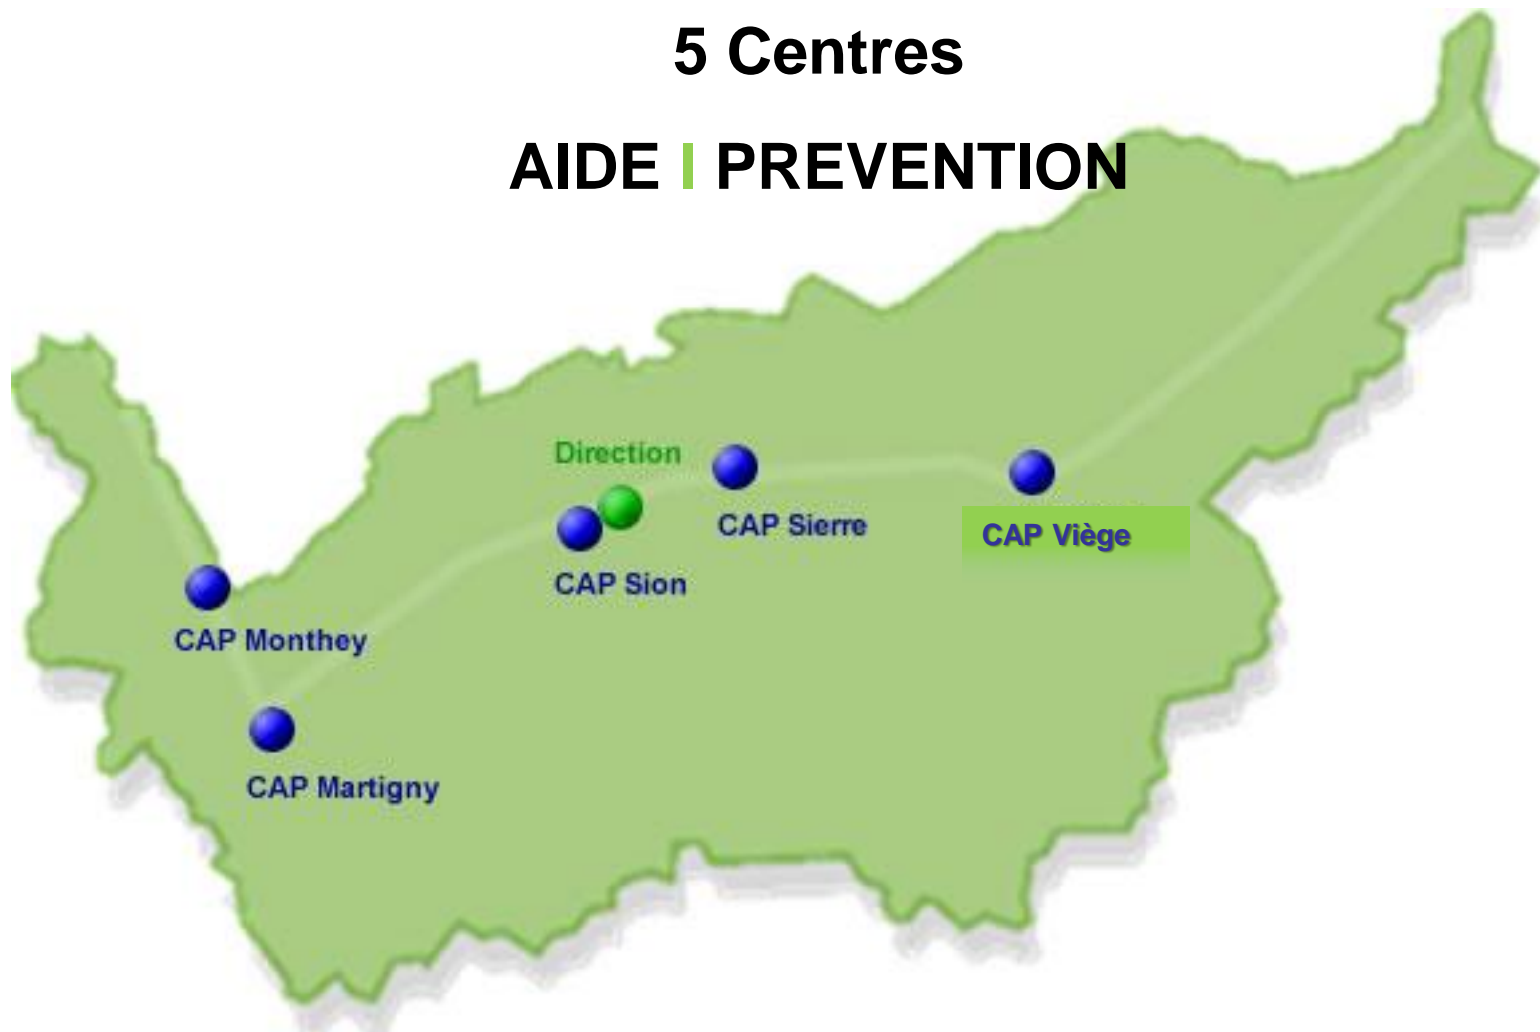 5 Centres
AIDE I PREVENTION
Direction
CAP Sierre
CAP Viège
CAP Sion
CAP Monthey
CAP Martigny